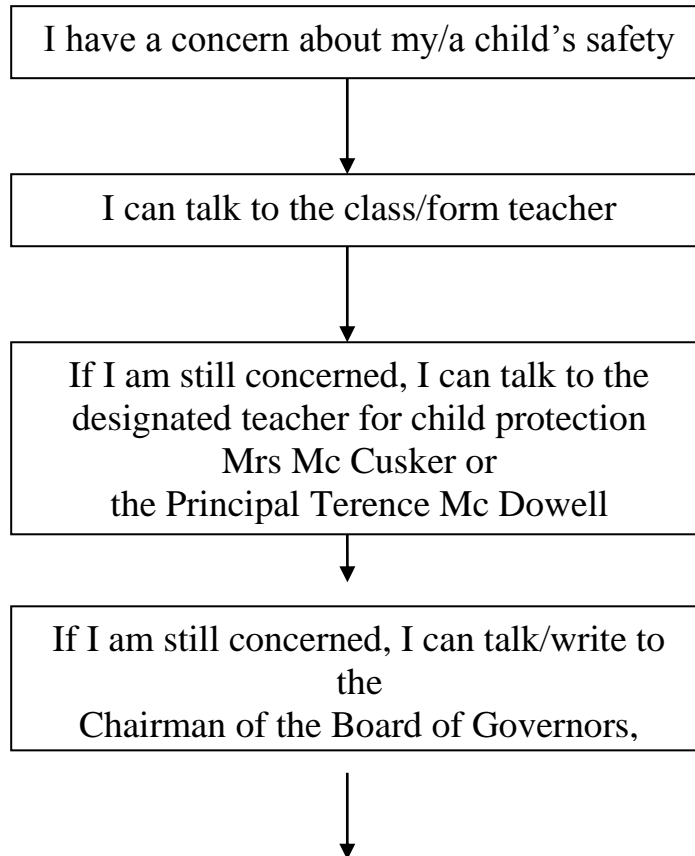 I have a concern about my/a child’s safety
I can talk to the class/form teacher
If I am still concerned, I can talk to the
designated teacher for child protection
Mrs Mc Cusker or
the Principal Terence Mc Dowell
If I am still concerned, I can talk/write to
the
Chairman of the Board of Governors,